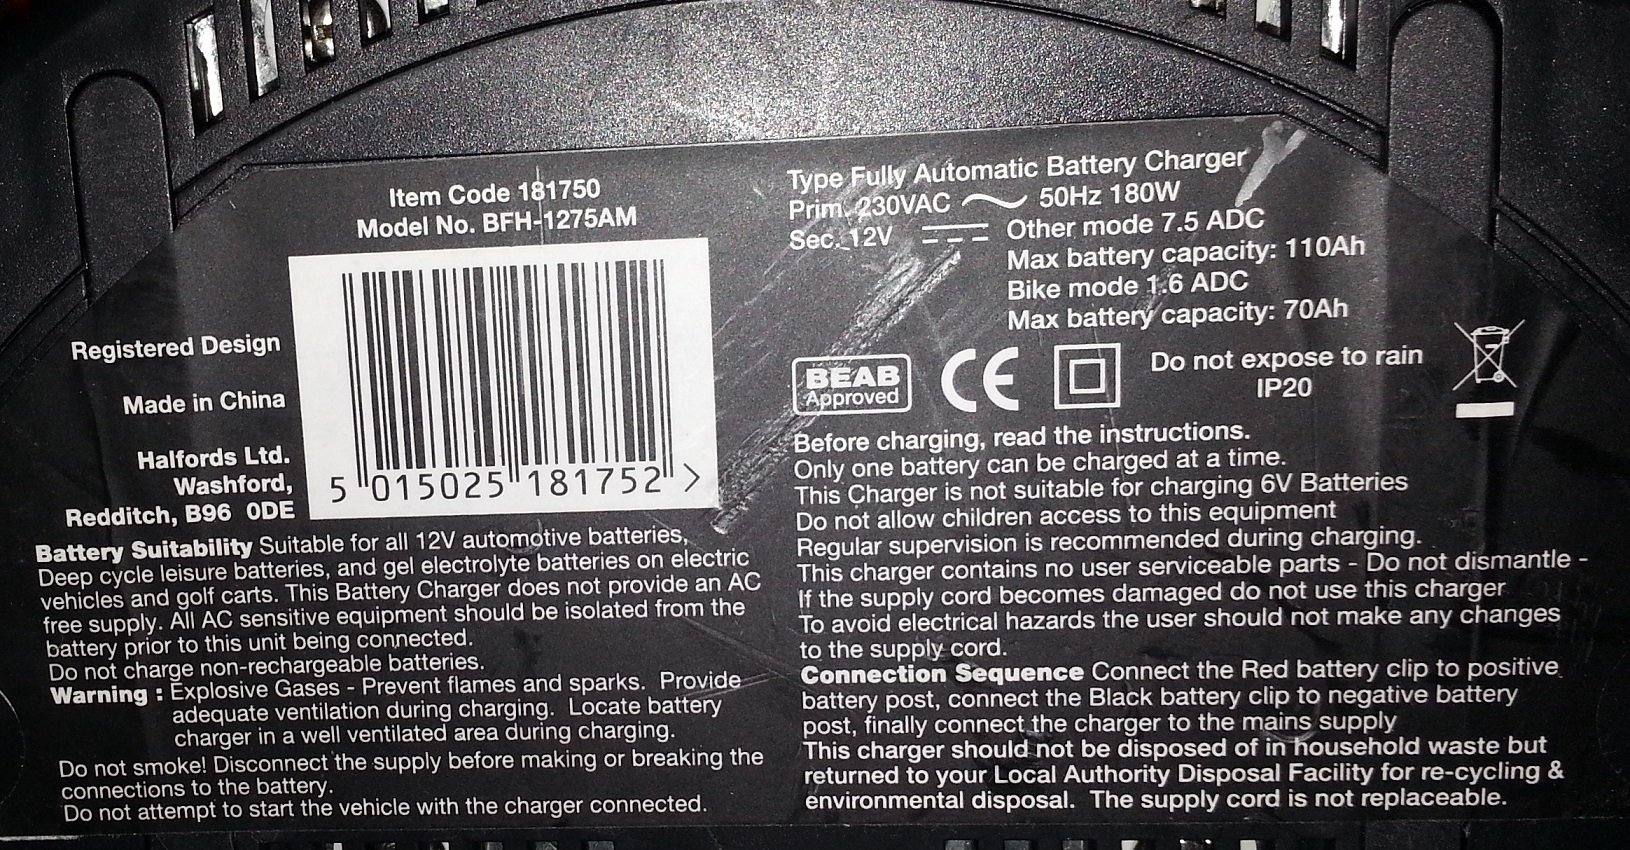 Item Code 181750
Model No. BFH-1275AM
Registered Design
Made in China
Halfords Ltd.
Washford,
Redditch, B96 0DE
5 015025 181752 >
Battery Suitability Suitable for all 12V automotive batteries,
Deep cycle leisure batteries, and gel electrolyte batteries on electric
vehicles and golf carts. This Battery Charger does not provide an AC
free supply. All AC sensitive equipment should be isolated from the
battery prior to this unit being connected.
Do not charge non-rechargeable batteries.
Warning : Explosive Gases - Prevent flames and sparks. Provide
adequate ventilation during charging. Locate battery
charger in a well ventilated area during charging.
Do not smoke! Disconnect the supply before making or breaking the
connections to the battery.
Do not attempt to start the vehicle with the charger connected.
Type Fully Automatic Battery Charger
Prim. 230VAC 50Hz 180W
Sec. 12V Other mode 7.5 ADC
Max battery capacity: 110Ah
Bike mode 1.6 ADC
Max battery capacity: 70Ah
BEAB
Approved
CE
Do not expose to rain
IP20
Before charging, read the instructions.
Only one battery can be charged at a time.
This Charger is not suitable for charging 6V Batteries
Do not allow children access to this equipment
Regular supervision is recommended during charging.
This charger contains no user serviceable parts - Do not dismantle -
If the supply cord becomes damaged do not use this charger
To avoid electrical hazards the user should not make any changes
to the supply cord.
Connection Sequence Connect the Red battery clip to positive
battery post, connect the Black battery clip to negative battery
post, finally connect the charger to the mains supply
This charger should not be disposed of in household waste but
returned to your Local Authority Disposal Facility for re-cycling &
environmental disposal. The supply cord is not replaceable.